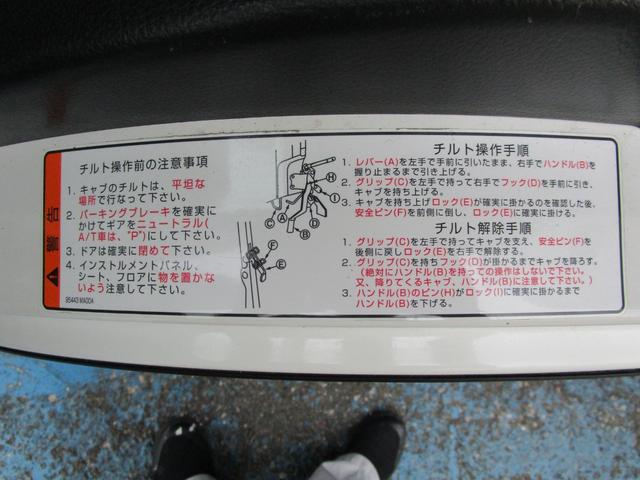 警告
チルト操作前の注意事項
1. キャブのチルトは、平坦な
場所で行なって下さい。
2. パーキングブレーキを確実に
かけてギアをニュートラル(
A/T車は、"P")にして下さい。
3. ドアは確実に閉めて下さい。
4. インストルメントパネル、
シート、フロアに物を置かな
いよう注意して下さい。
95443 MA00A
H
I
C
A
D
B
F
E
チルト操作手順
1. レバー(A)を左手で手前に引いたまま、右手でハンドル(B)を
握り止まるまで引き上げる。
2. グリップ(C)を左手で持って右手でフック(D)を手前に引き、
キャブを持ち上げる。
3. キャブを持ち上げロック(E)が確実に掛かるのを確認した後、
安全ピン(F)を前側に倒し、ロック(E)に確実に掛ける。
チルト解除手順
1. グリップ(C)を左手で持ってキャブを支え、安全ピン(F)を
後側に戻しロック(E)を右手で解除する。
2. グリップ(C)を持ちフック(D)が掛かるまでキャブを降ろす。
(絶対にハンドル(B)を持っての操作はしないで下さい。
又、降りてくるキャブ、ハンドル(B)に注意して下さい。)
3. ハンドル(B)のピン(H)がロック(I)に確実に掛かるまで
ハンドル(B)を下げる。